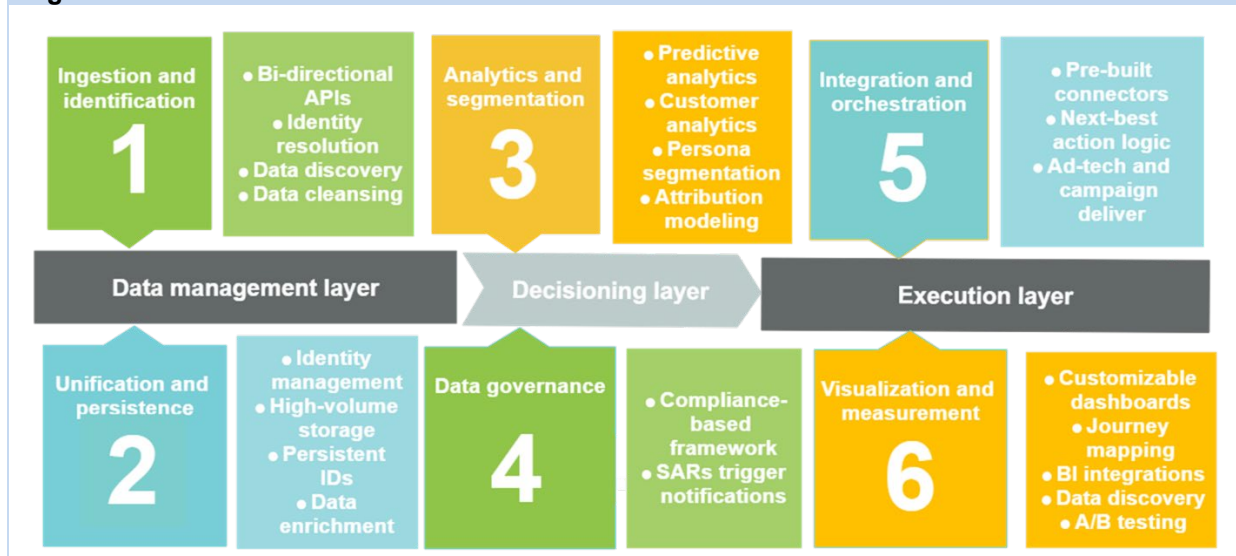 Ingestion and
identification
1
● Bi-directional
APIs
● Identity
resolution
● Data discovery
● Data cleansing
Analytics and
segmentation
3
● Predictive
analytics
● Customer
analytics
● Persona
segmentation
● Attribution
modeling
Integration and
orchestration
5
● Pre-built
connectors
● Next-best
action logic
● Ad-tech and
campaign
deliver
Data management layer
Decisioning layer
Execution layer
Unification and
persistence
2
● Identity
management
● High-volume
storage
● Persistent
IDs
● Data
enrichment
Data governance
4
● Compliance-
based
framework
● SARs trigger
notifications
Visualization and
measurement
6
● Customizable
dashboards
● Journey
mapping
● BI integrations
● Data discovery
● A/B testing